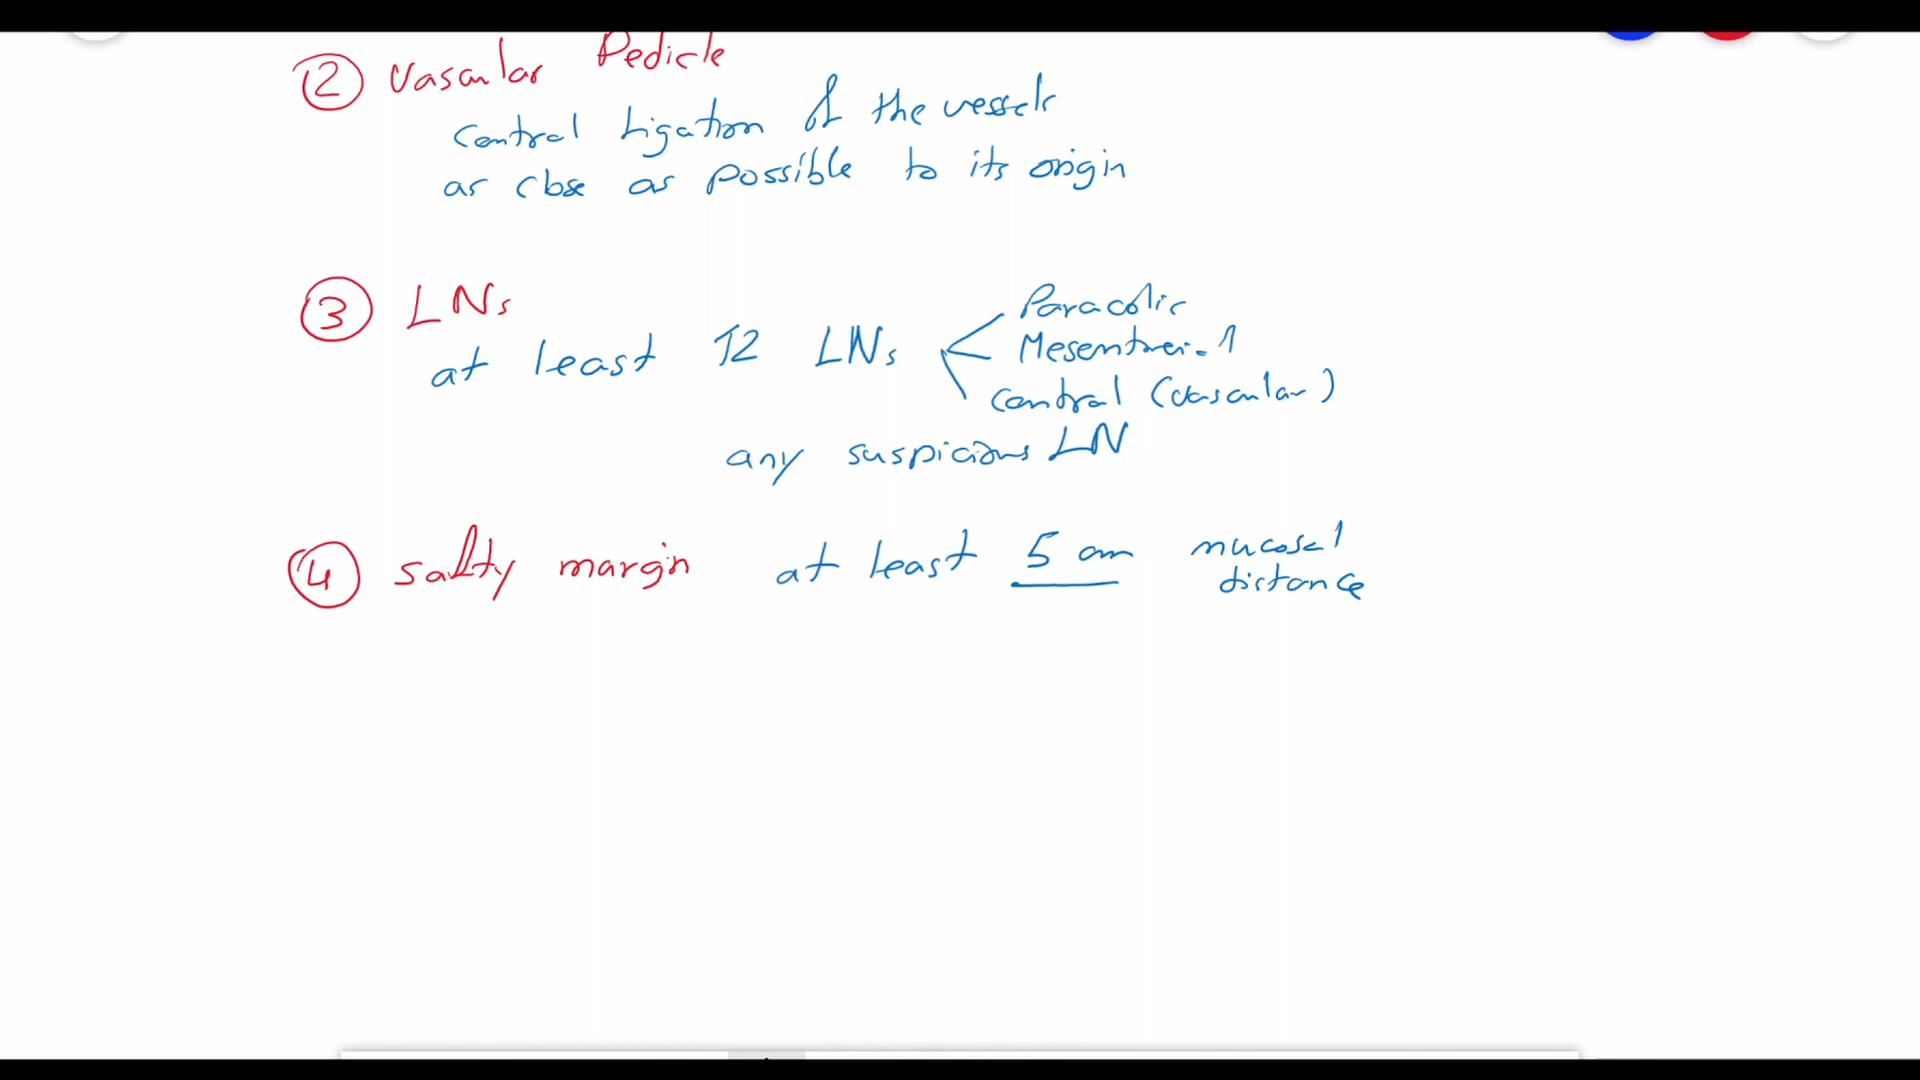 ② Vascular Pedicle
Central Ligation of the vessels
as close as possible to its origin
③ LNs
at least 12 LNs
Paracolic
Mesenteric
Central (Vascular)
any suspicious LN
④ Safty margin at least 5 cm mucosal
distance